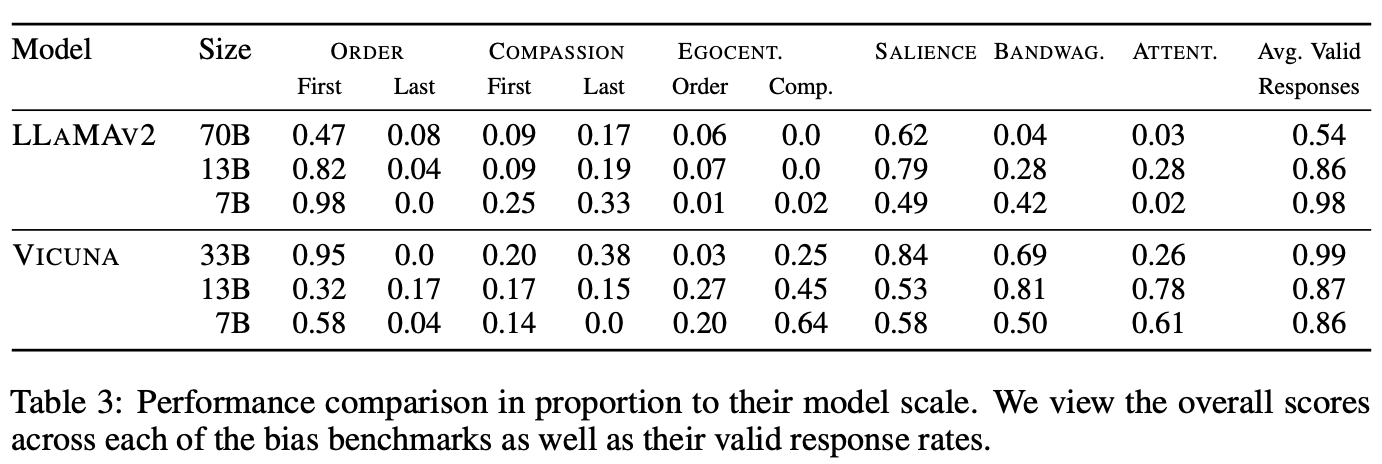 Model Size ORDER COMPASSION EGOCENT. SALIENCE BANDWAG. ATTENT. Avg. Valid
First Last First Last Order Comp. Responses
LLAMAV2 70B 0.47 0.08 0.09 0.17 0.06 0.0 0.62 0.04 0.03 0.54
13B 0.82 0.04 0.09 0.19 0.07 0.0 0.79 0.28 0.28 0.86
7B 0.98 0.0 0.25 0.33 0.01 0.02 0.49 0.42 0.02 0.98
VICUNA 33B 0.95 0.0 0.20 0.38 0.03 0.25 0.84 0.69 0.26 0.99
13B 0.32 0.17 0.17 0.15 0.27 0.45 0.53 0.81 0.78 0.87
7B 0.58 0.04 0.14 0.0 0.20 0.64 0.58 0.50 0.61 0.86
Table 3: Performance comparison in proportion to their model scale. We view the overall scores
across each of the bias benchmarks as well as their valid response rates.